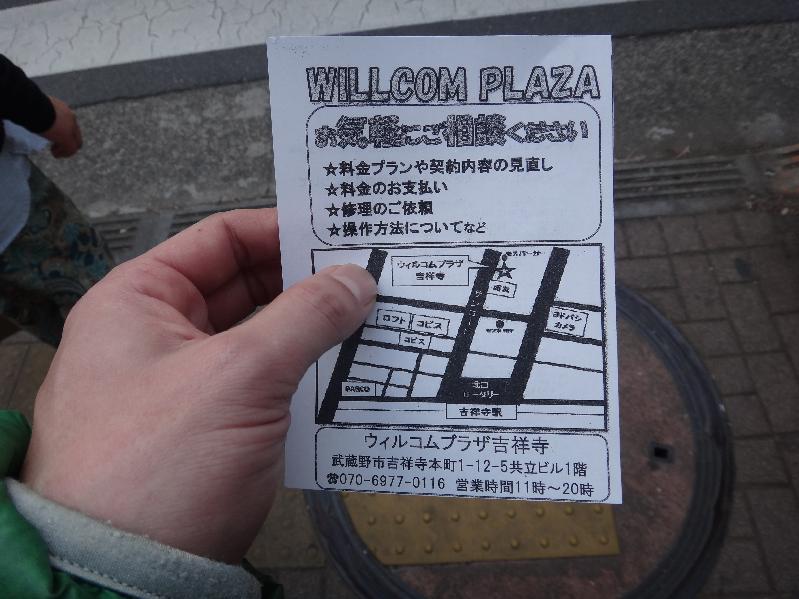 WILLCOM PLAZA
お気軽にご相談ください
☆料金プランや契約内容の見直し
☆料金のお支払い
☆修理のご依頼
☆操作方法についてなど
モスバーガー
ウィルコムプラザ
吉祥寺
ロフト
コピス
コピス
ヨドバシ
カメラ
PARCO
北口
ロータリー
吉祥寺駅
ウィルコムプラザ吉祥寺
武蔵野市吉祥寺本町1-12-5共立ビル1階
☎070-6977-0116 営業時間11時~20時